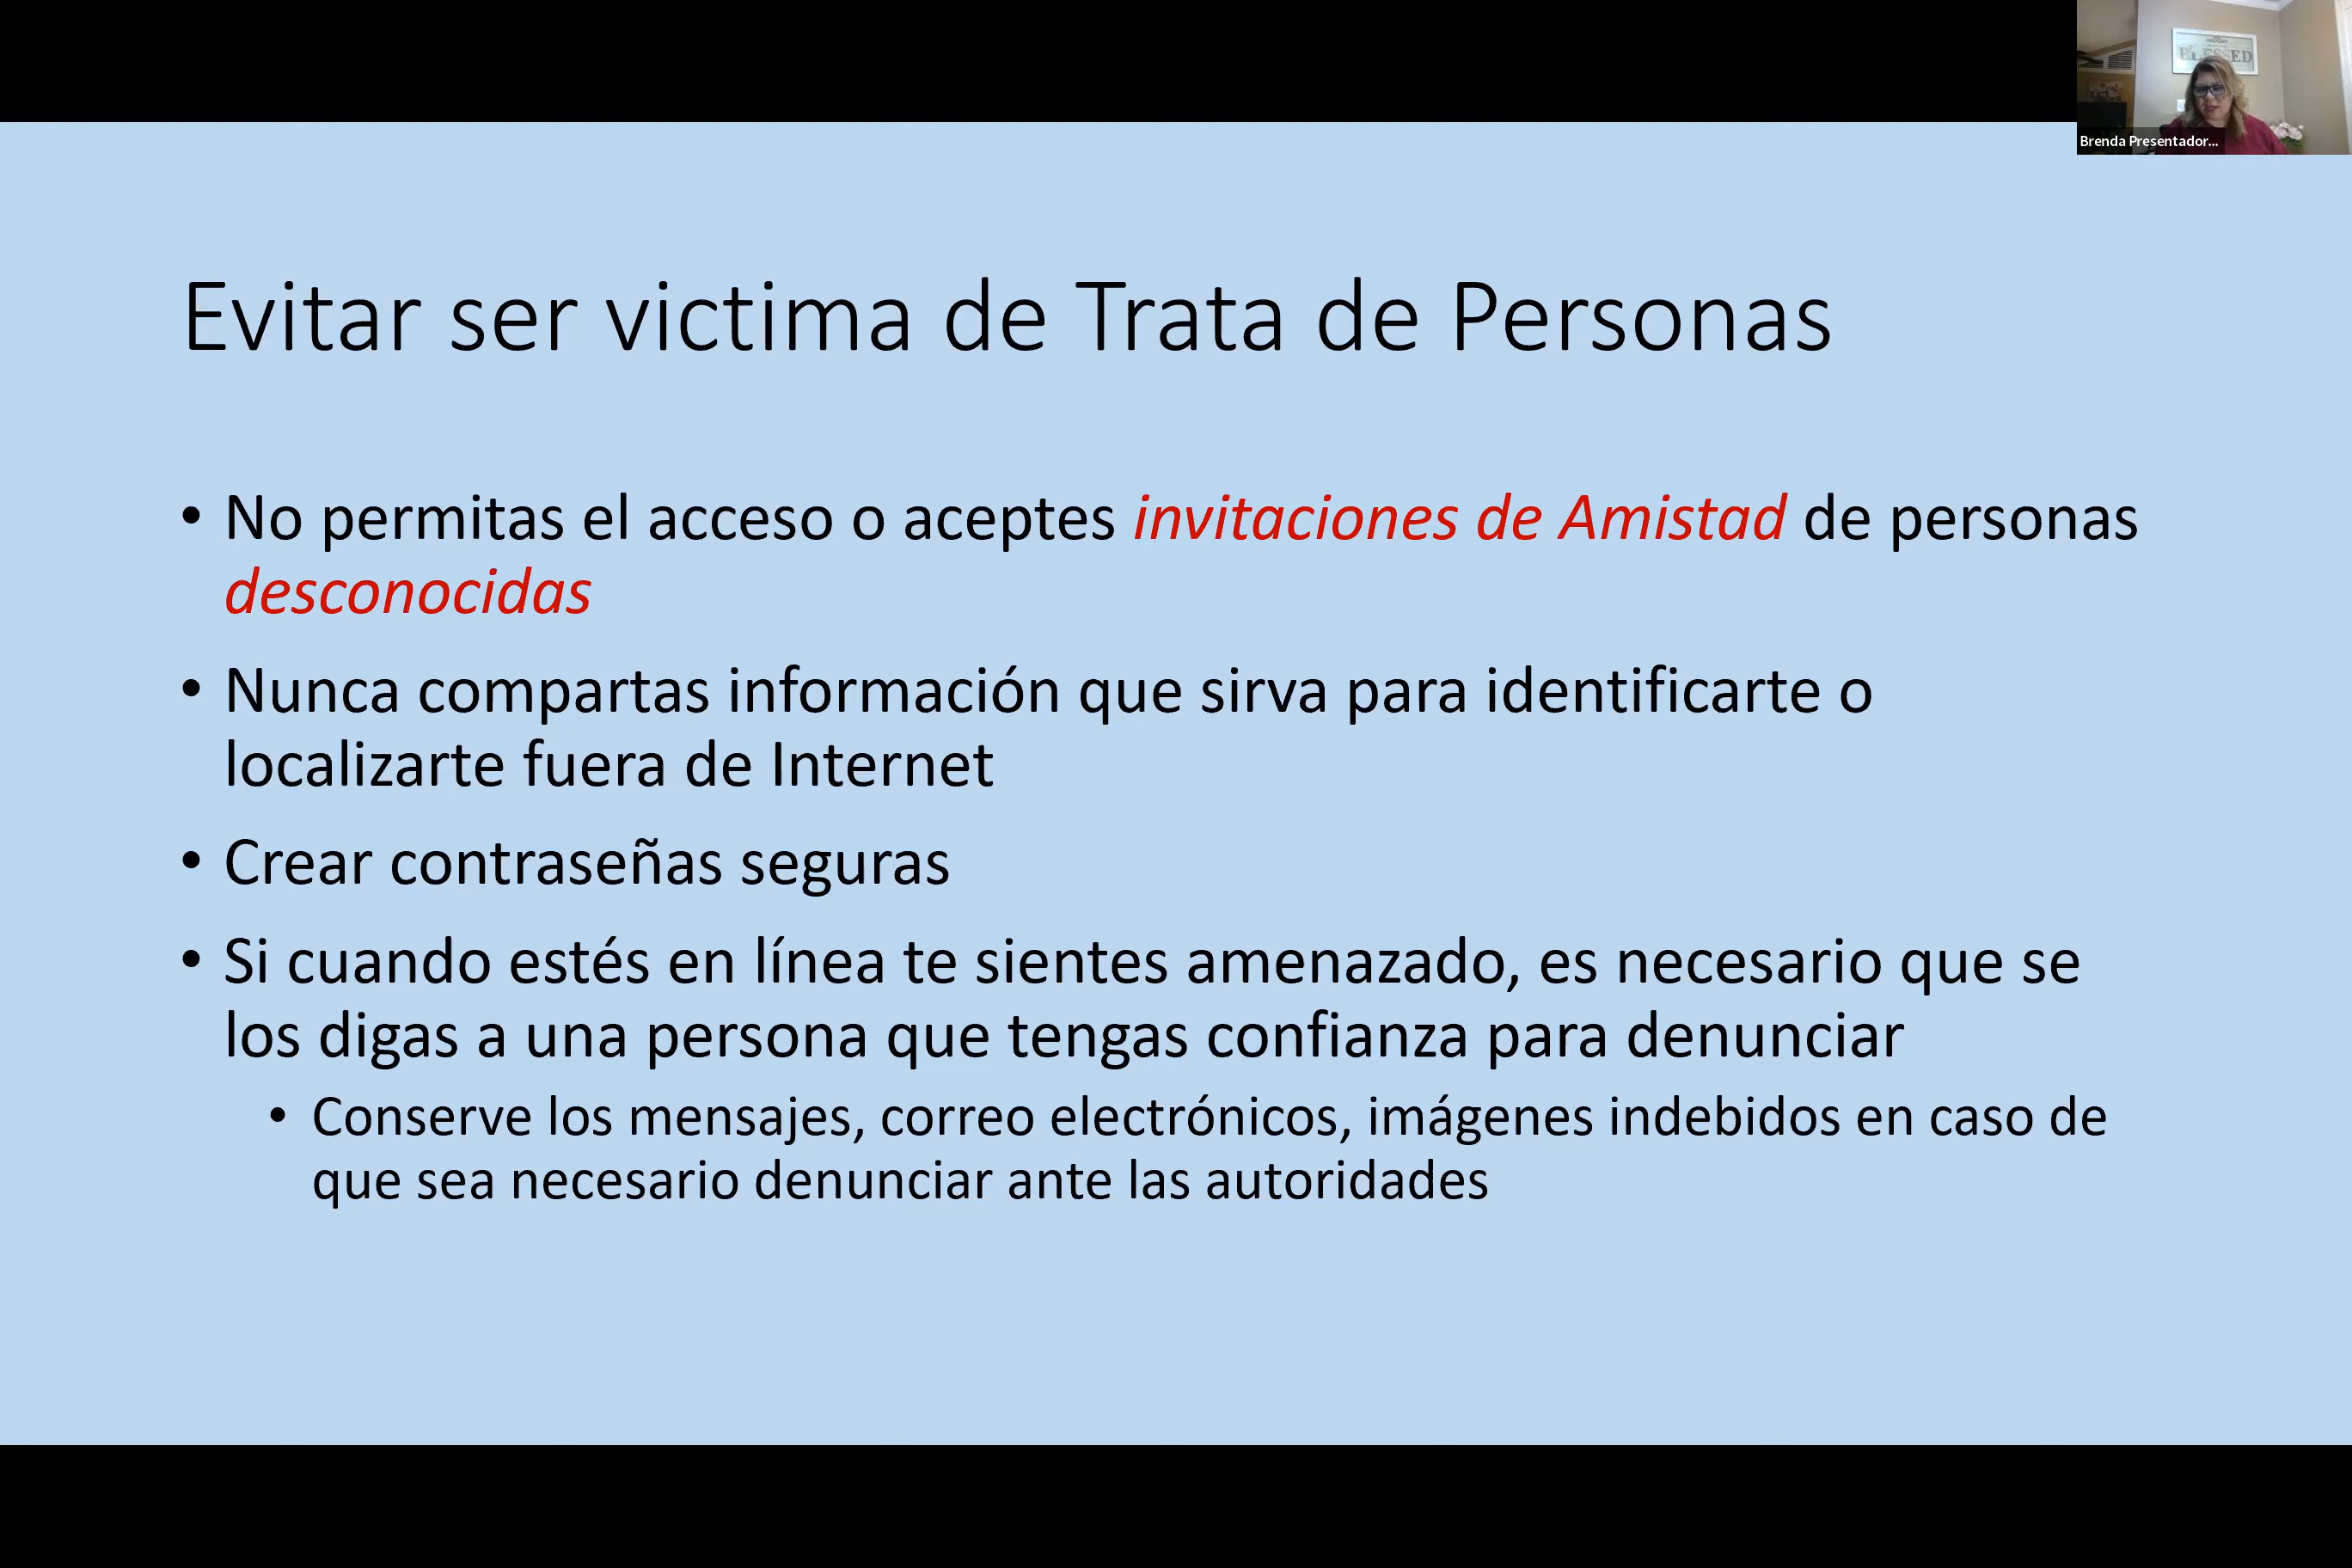 BLESSED
Brenda Presentador...
Evitar ser victima de Trata de Personas
• No permitas el acceso o aceptes invitaciones de Amistad de personas
desconocidas
• Nunca compartas información que sirva para identificarte o
localizarte fuera de Internet
• Crear contraseñas seguras
• Si cuando estés en línea te sientes amenazado, es necesario que se
los digas a una persona que tengas confianza para denunciar
• Conserve los mensajes, correo electrónicos, imágenes indebidos en caso de
que sea necesario denunciar ante las autoridades